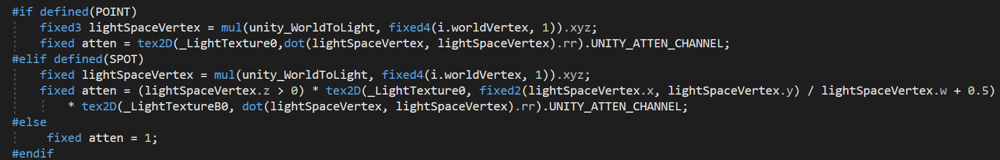 #if defined(POINT)
fixed3 lightSpaceVertex = mul(unity_WorldToLight, fixed4(i.worldVertex, 1)).xyz;
fixed atten = tex2D(_LightTexture0,dot(lightSpaceVertex, lightSpaceVertex).rr).UNITY_ATTEN_CHANNEL;
#elif defined(SPOT)
fixed lightSpaceVertex = mul(unity_WorldToLight, fixed4(i.worldVertex, 1)).xyz;
fixed atten = (lightSpaceVertex.z > 0) * tex2D(_LightTexture0, fixed2(lightSpaceVertex.x, lightSpaceVertex.y) / lightSpaceVertex.w + 0.5)
* tex2D(_LightTextureB0, dot(lightSpaceVertex, lightSpaceVertex).rr).UNITY_ATTEN_CHANNEL;
#else
fixed atten = 1;
#endif